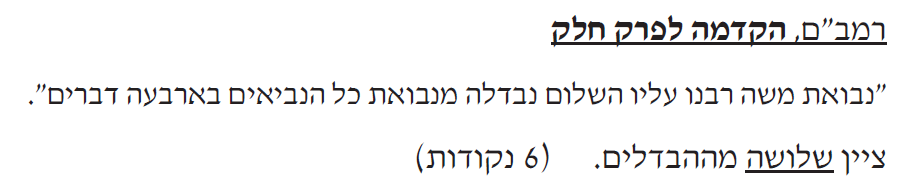 רמב"ם, הקדמה לפרק חלק
"נבואת משה רבנו עליו השלום נבדלה מנבואת כל הנביאים בארבעה דברים".
ציין שלושה מההבדלים. (6 נקודות)